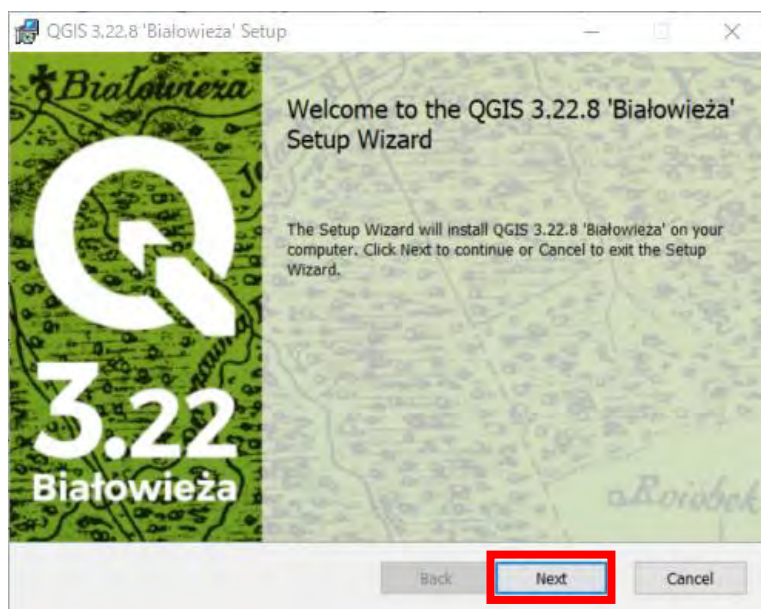 QGIS 3.22.8 'Białowieża' Setup
Białowieża
Welcome to the QGIS 3.22.8 'Białowieża'
Setup Wizard
The Setup Wizard will install QGIS 3.22.8 'Białowieża' on your
computer. Click Next to continue or Cancel to exit the Setup
Wizard.
3.22
Białowieża
Back
Next
Cancel